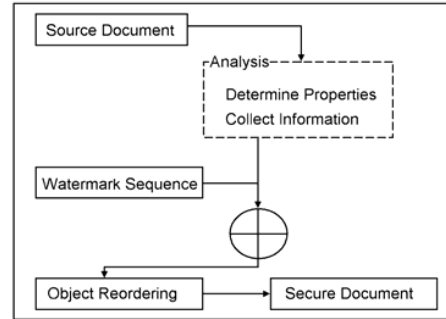 Source Document
Analysis
Determine Properties
Collect Information
Watermark Sequence
Object Reordering
Secure Document